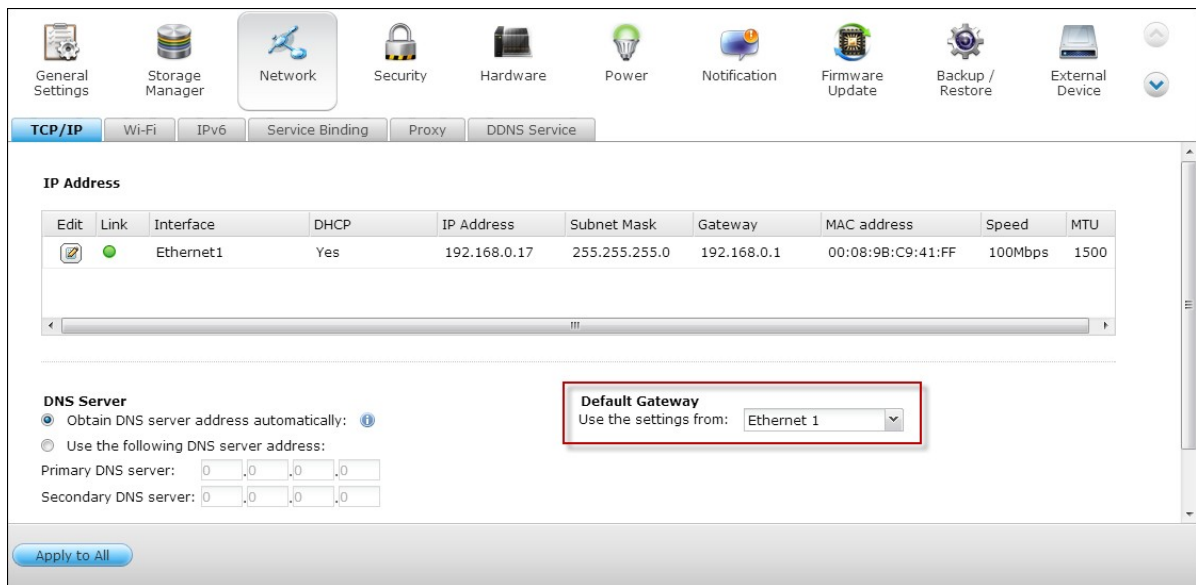 General Settings
Storage Manager
Network
Security
Hardware
Power
Notification
Firmware Update
Backup / Restore
External Device
TCP/IP Wi-Fi IPv6 Service Binding Proxy DDNS Service
IP Address
Edit Link Interface DHCP IP Address Subnet Mask Gateway MAC address Speed MTU
Ethernet1 Yes 192.168.0.17 255.255.255.0 192.168.0.1 00:08:9B:C9:41:FF 100Mbps 1500
DNS Server
Obtain DNS server address automatically:
Use the following DNS server address:
Primary DNS server: 0 .0 .0 .0
Secondary DNS server: 0 .0 .0 .0
Default Gateway
Use the settings from: Ethernet 1
Apply to All